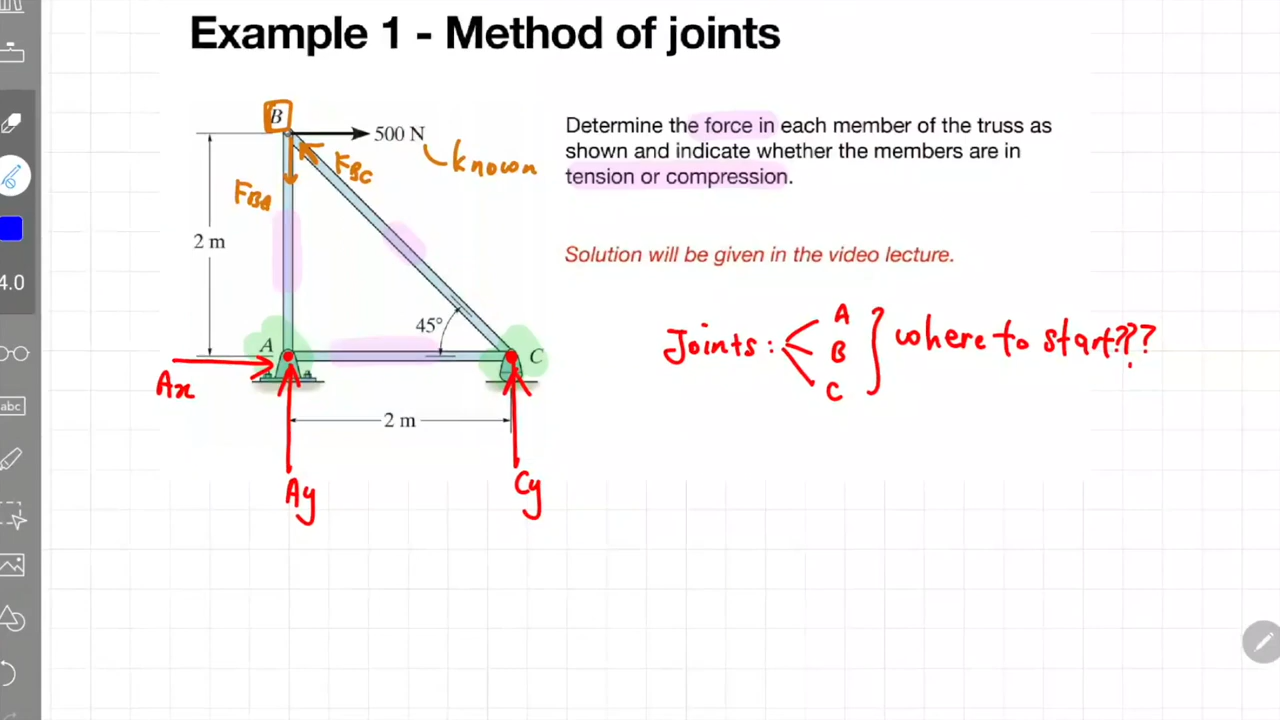 Example 1 - Method of joints
B
500 N
known
Determine the force in each member of the truss as
shown and indicate whether the members are in
tension or compression.
FBC
FBA
2 m
Solution will be given in the video lecture.
4.0
45°
A
C
Joints:
A
B
C
where to start???
Ax
abc
2 m
Ay
Cy